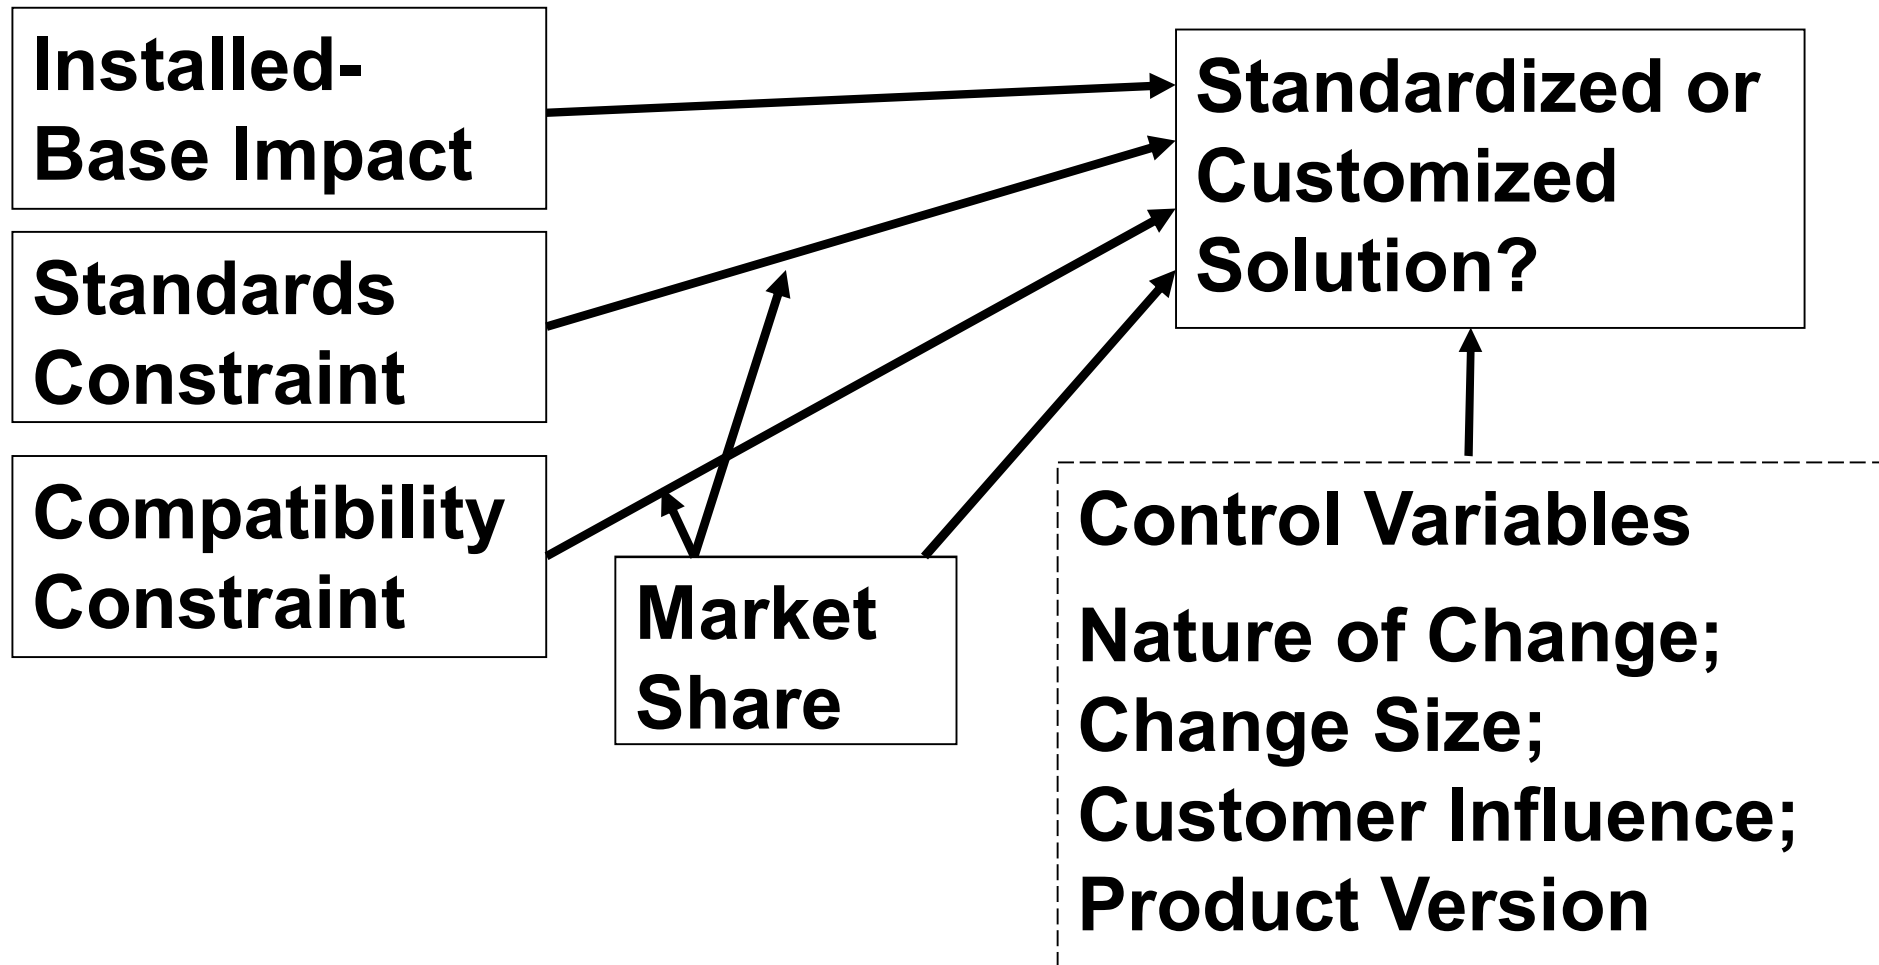 Installed-
Base Impact
Standards
Constraint
Compatibility
Constraint
Market
Share
Standardized or
Customized
Solution?
Control Variables
Nature of Change;
Change Size;
Customer Influence;
Product Version